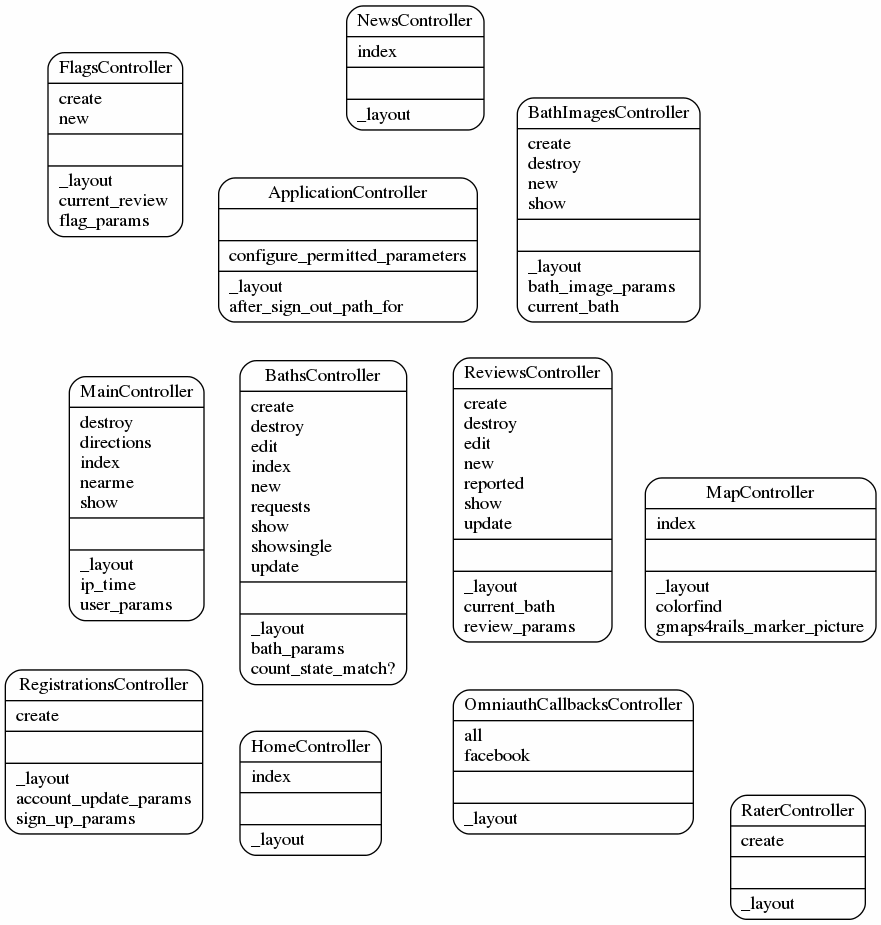 NewsController
index
_layout
FlagsController
create
new
_layout
current_review
flag_params
BathImagesController
create
destroy
new
show
_layout
bath_image_params
current_bath
ApplicationController
configure_permitted_parameters
_layout
after_sign_out_path_for
MainController
destroy
directions
index
nearme
show
_layout
ip_time
user_params
BathsController
create
destroy
edit
index
new
requests
show
showsingle
update
_layout
bath_params
count_state_match?
ReviewsController
create
destroy
edit
new
reported
show
update
_layout
current_bath
review_params
MapController
index
_layout
colorfind
gmaps4rails_marker_picture
RegistrationsController
create
_layout
account_update_params
sign_up_params
HomeController
index
_layout
OmniauthCallbacksController
all
facebook
_layout
RaterController
create
_layout